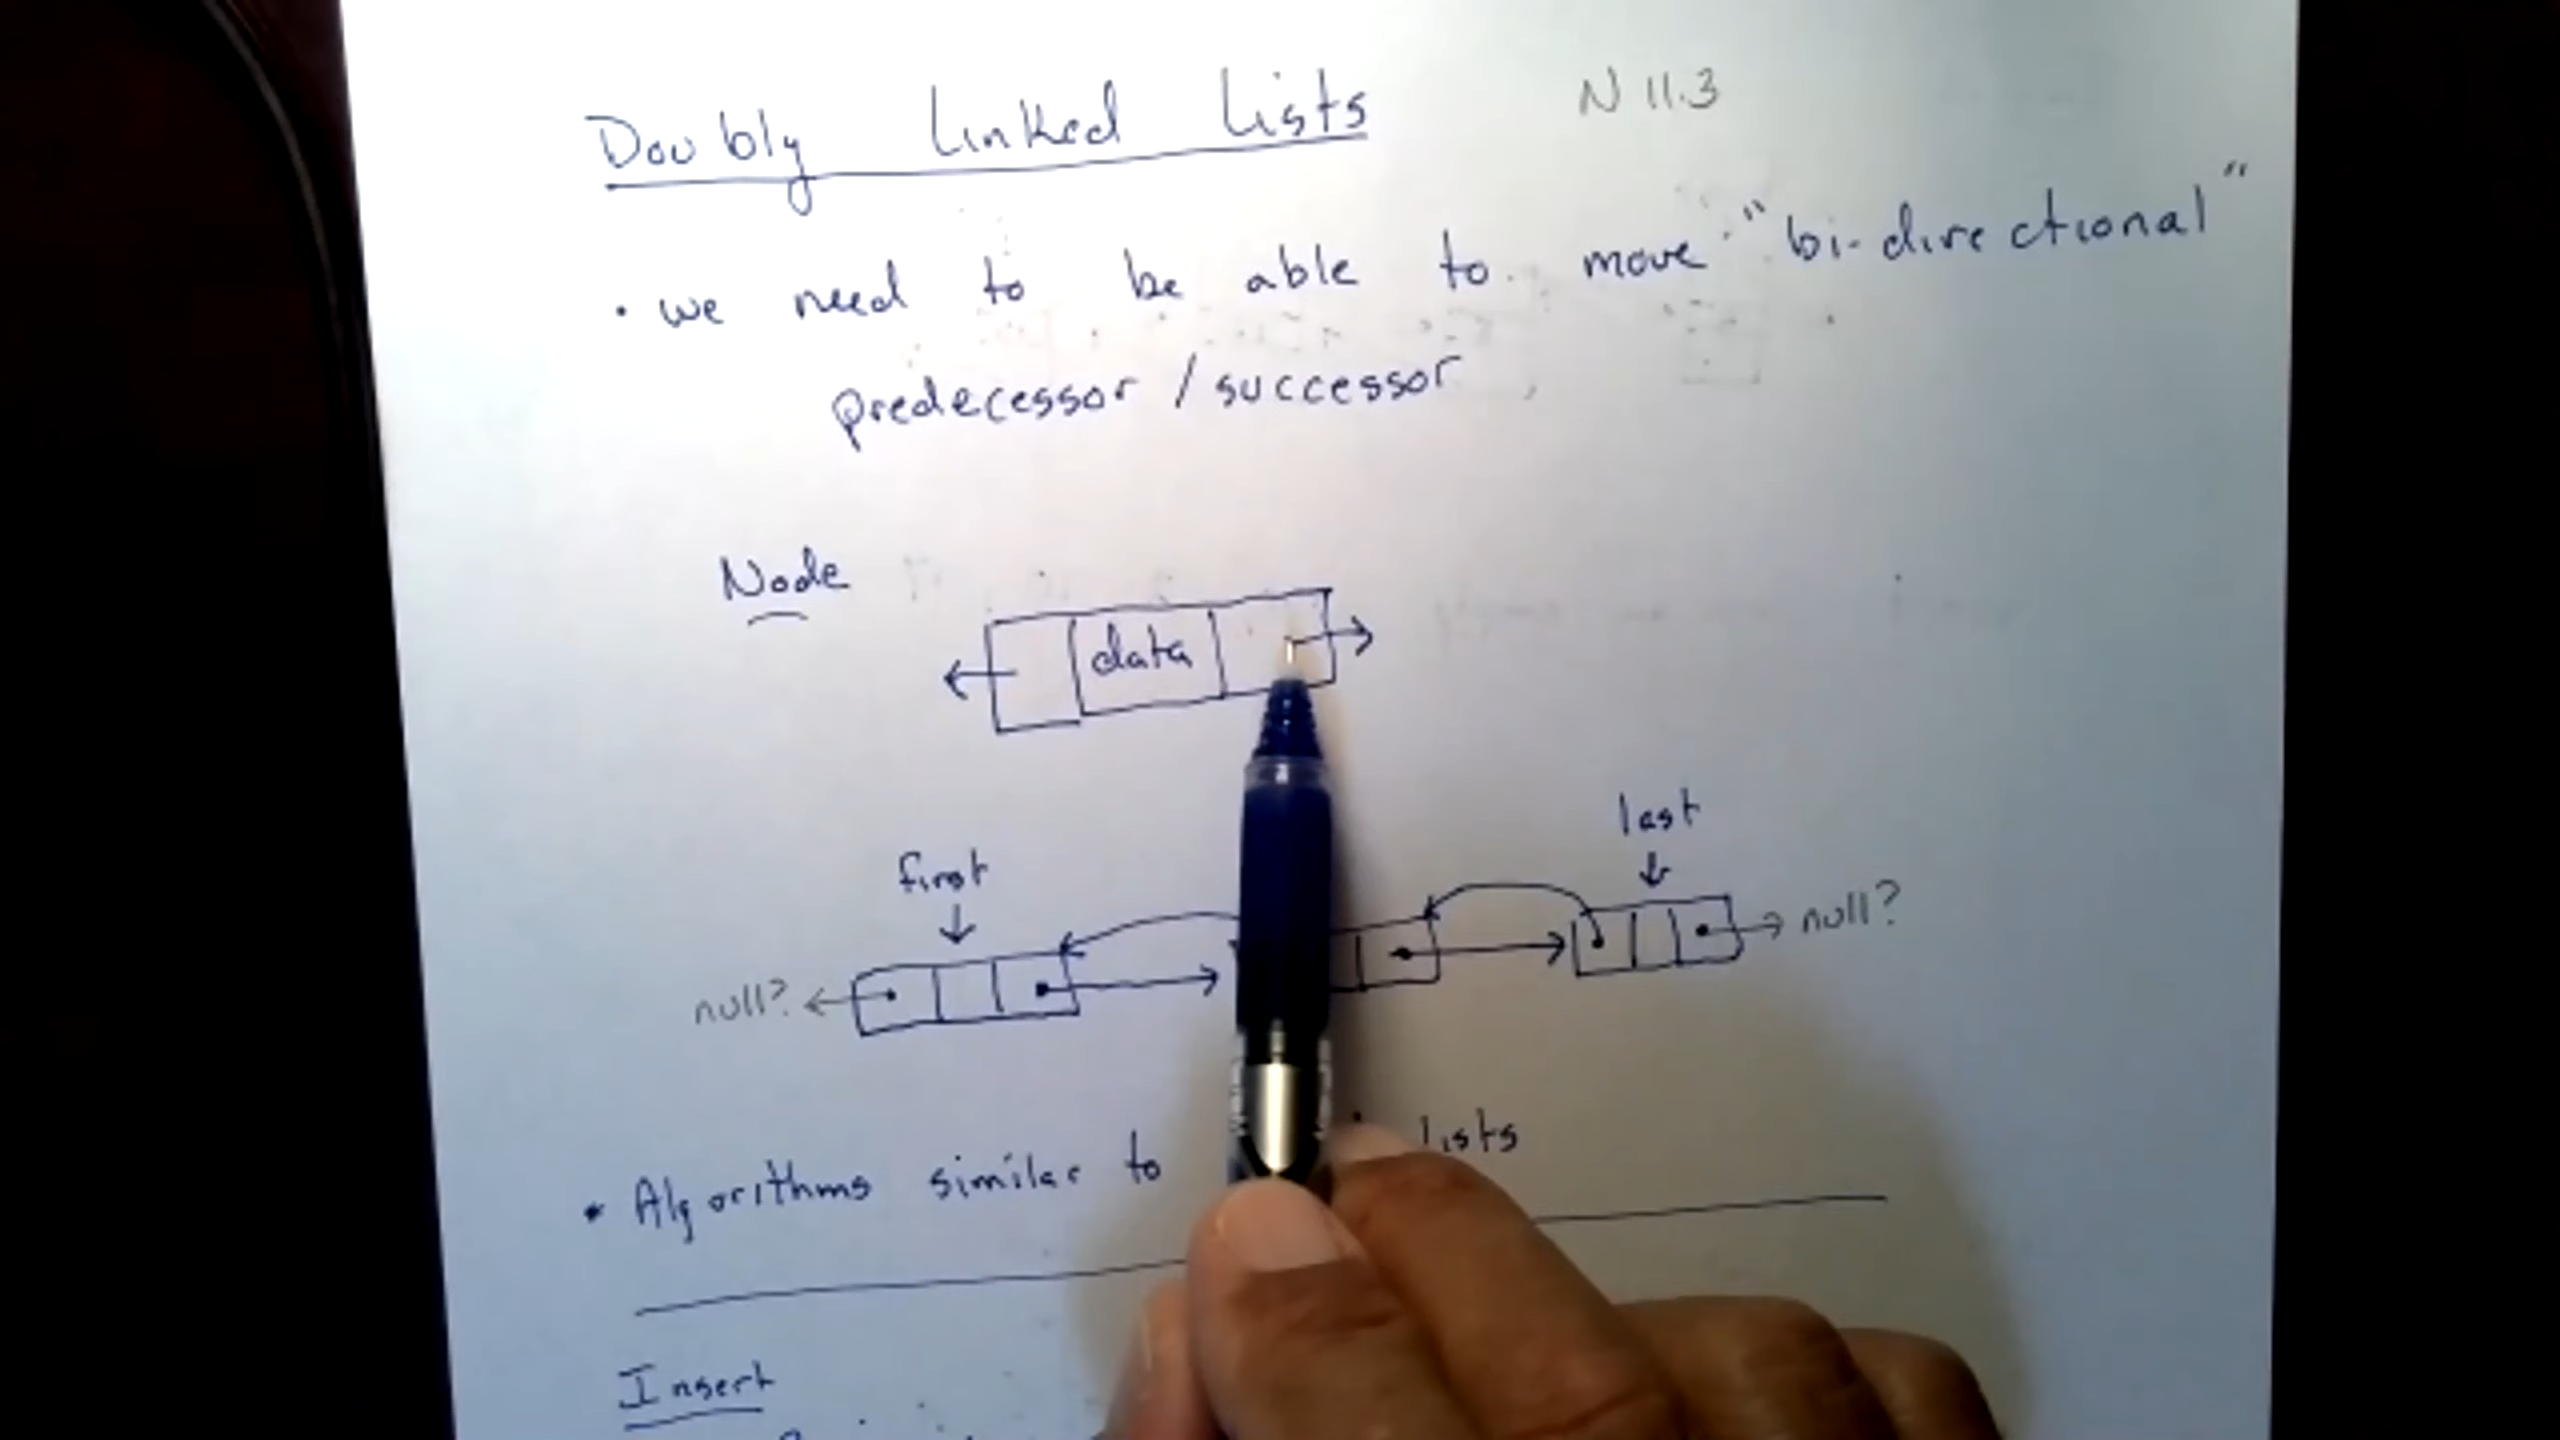 Doubly Linked Lists N 11.3
• we need to be able to move "bi-directional"
predecessor / successor
Node
data
last
first
null?
null?
• Algorithms similar to lists
Insert